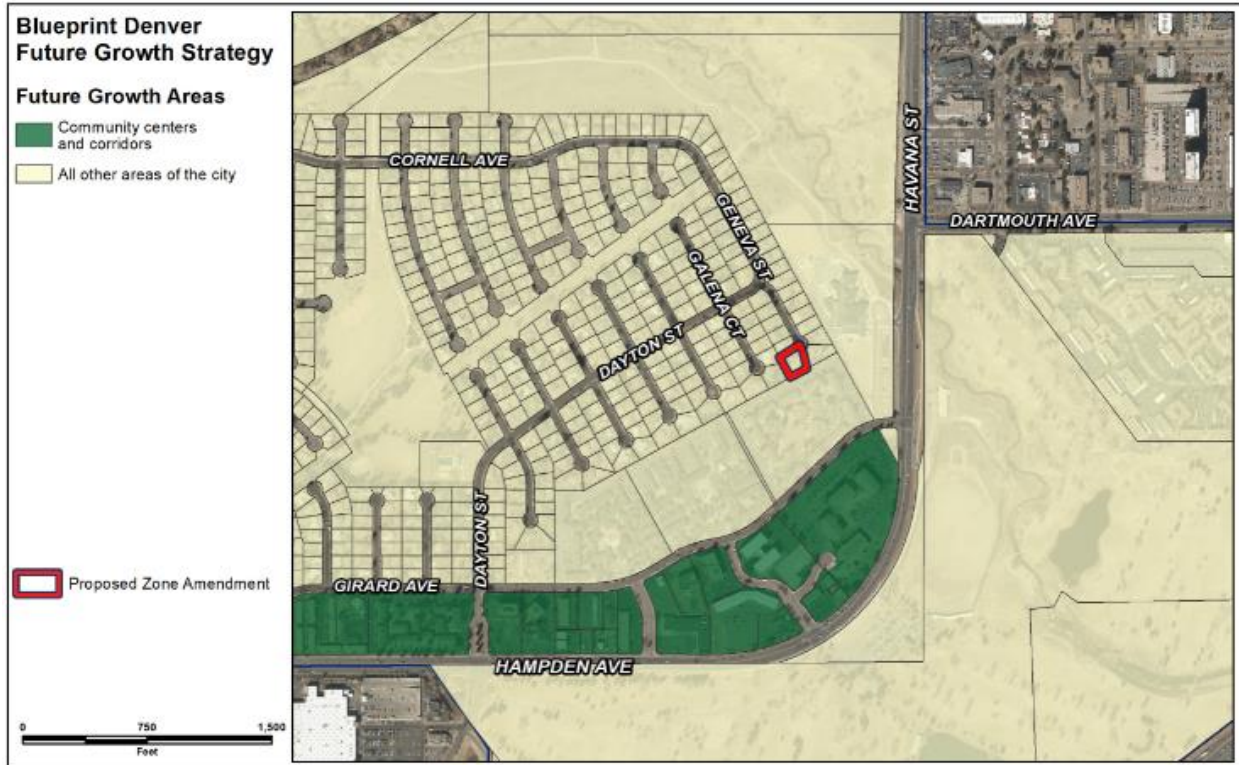 Blueprint Denver
Future Growth Strategy
Future Growth Areas
Community centers
and corridors
All other areas of the city
Proposed Zone Amendment
0 750 1,500
Feet
CORNELL AVE
GENEVA ST
HAVANA ST
DARTMOUTH AVE
GALENA CT
DAYTON ST
DAYTON ST
GIRARD AVE
HAMPDEN AVE